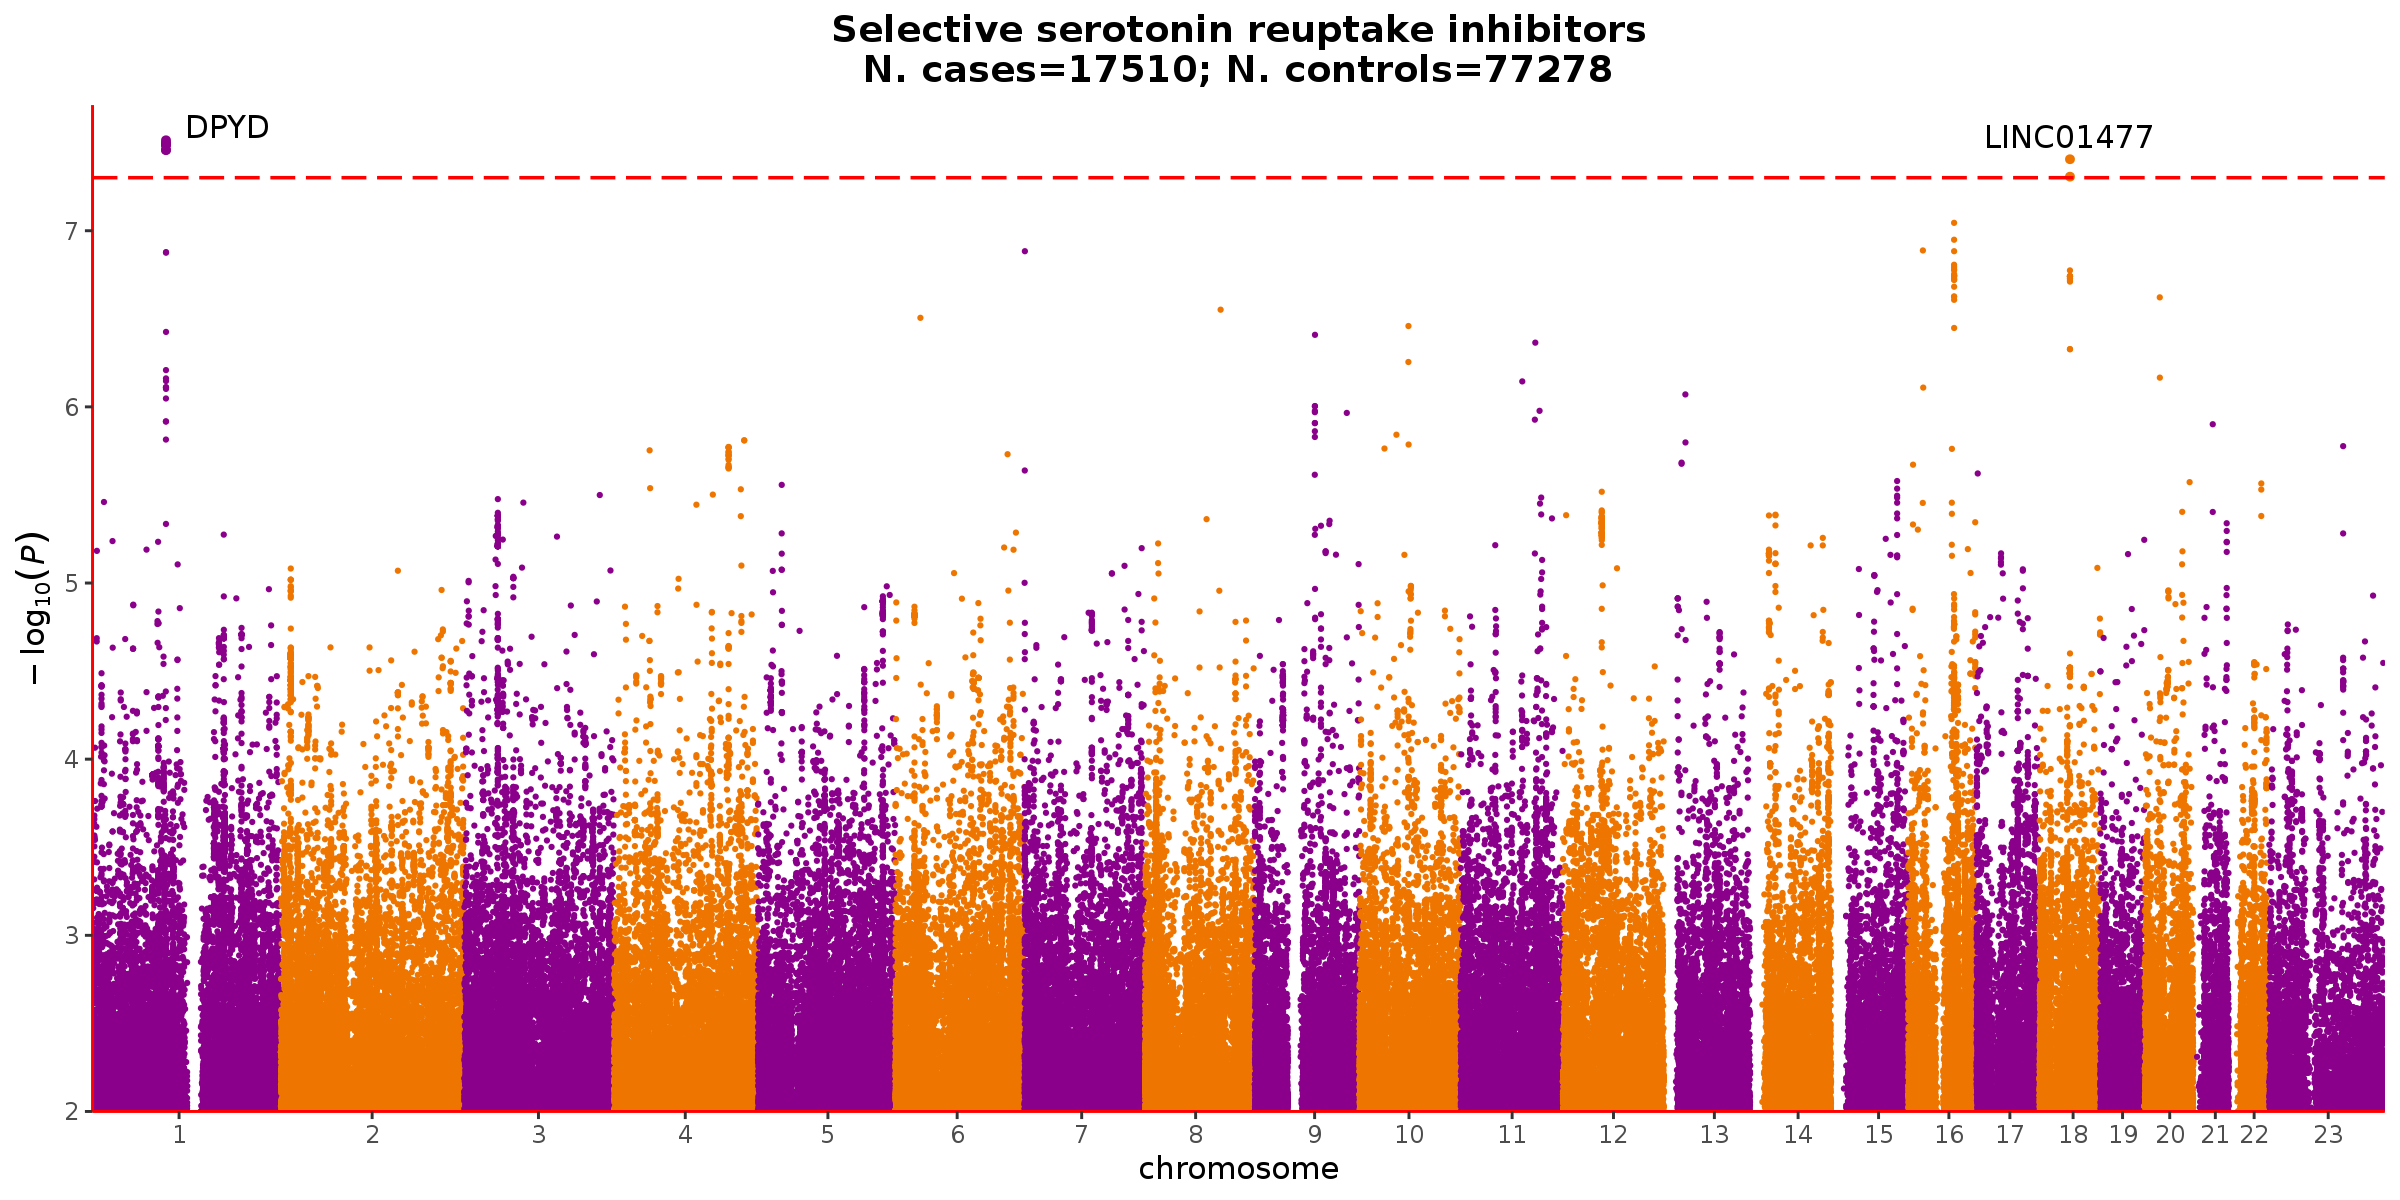 Selective serotonin reuptake inhibitors
N. cases=17510; N. controls=77278
DPYD
LINC01477
7
6
5
4
3
2
−log10(P)
1 2 3 4 5 6 7 8 9 10 11 12 13 14 15 16 17 18 19 20 21 22 23
chromosome